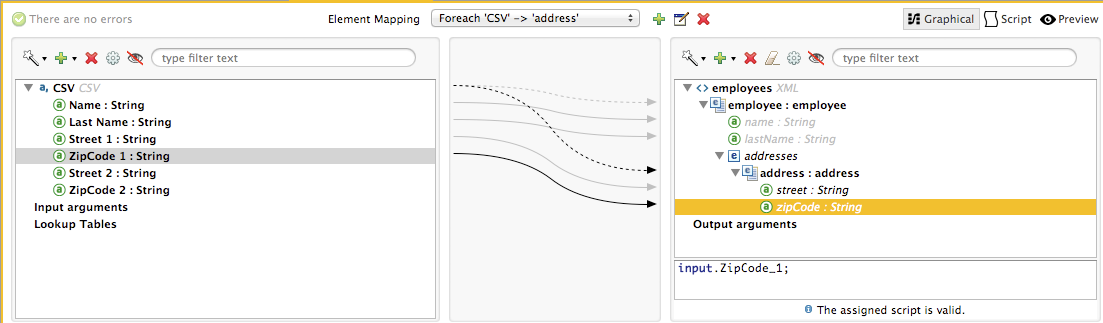 There are no errors
Element Mapping
Foreach 'CSV' -> 'address'
Graphical
Script
Preview
type filter text
a, CSV CSV
a Name : String
a Last Name : String
a Street 1 : String
a ZipCode 1 : String
a Street 2 : String
a ZipCode 2 : String
Input arguments
Lookup Tables
type filter text
<> employees XML
e employee : employee
a name : String
a lastName : String
e addresses
e address : address
a street : String
a zipCode : String
Output arguments
input.ZipCode_1;
i The assigned script is valid.